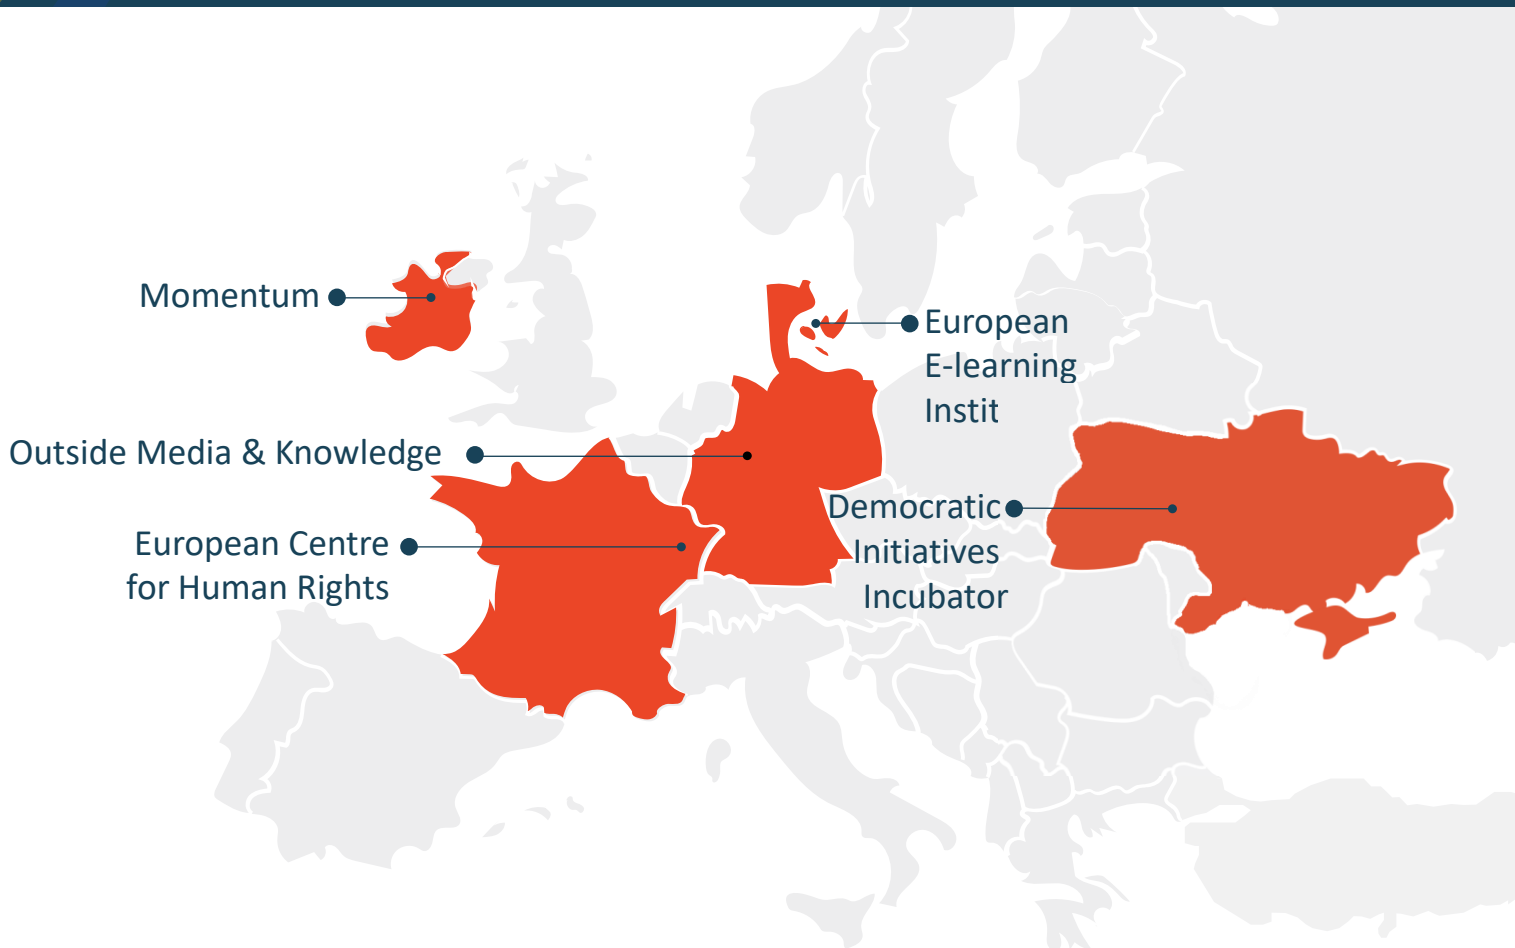 Momentum
European
E-learning
Instit
Outside Media & Knowledge
Democratic
Initiatives
Incubator
European Centre
for Human Rights